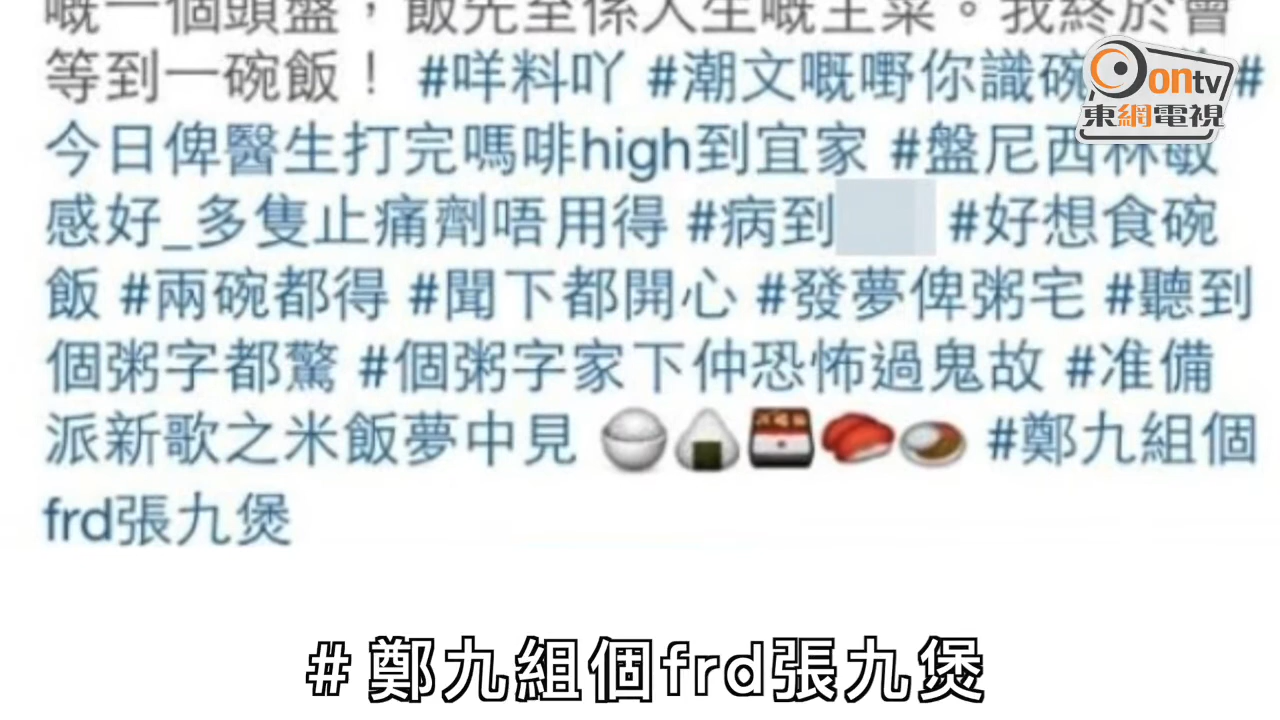 嘅一個頭盤，飯先至係人生嘅主菜。我終於會
等到一碗飯！ #咩料吖 #潮文嘅嘢你識碗 #
今日俾醫生打完嗎啡high到宜家 #盤尼西林敏
感好_多隻止痛劑唔用得 #病到 #好想食碗
飯 #兩碗都得 #聞下都開心 #發夢俾粥宅 #聽到
個粥字都驚 #個粥字家下仲恐怖過鬼故 #准備
派新歌之米飯夢中見 🍚🍙🍱🍣🍛 #鄭九組個
frd張九煲
ontv
東網電視
#鄭九組個frd張九煲